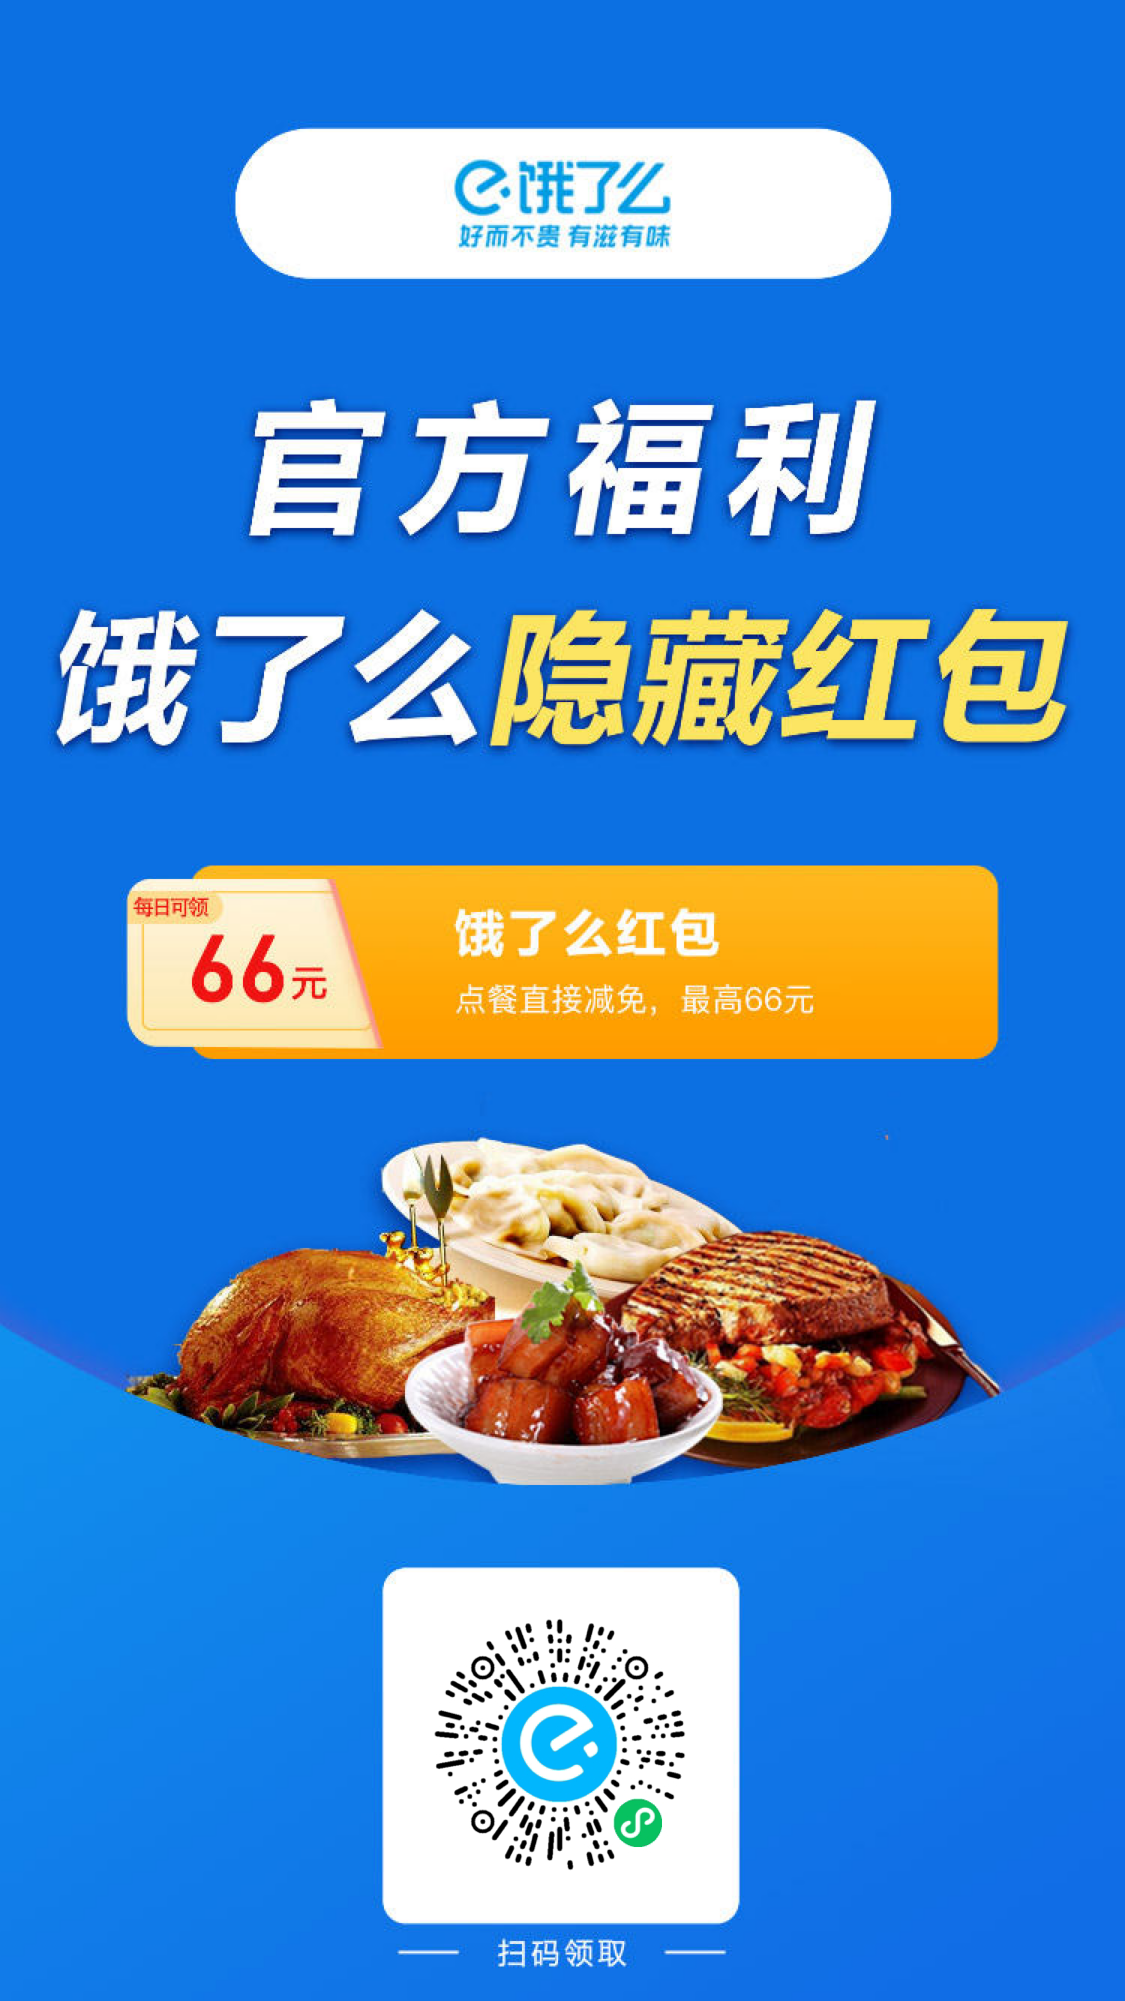 饿了么
好而不贵 有滋有味
官方福利
饿了么隐藏红包
每日可领
66元
饿了么红包
点餐直接减免，最高66元
扫码领取